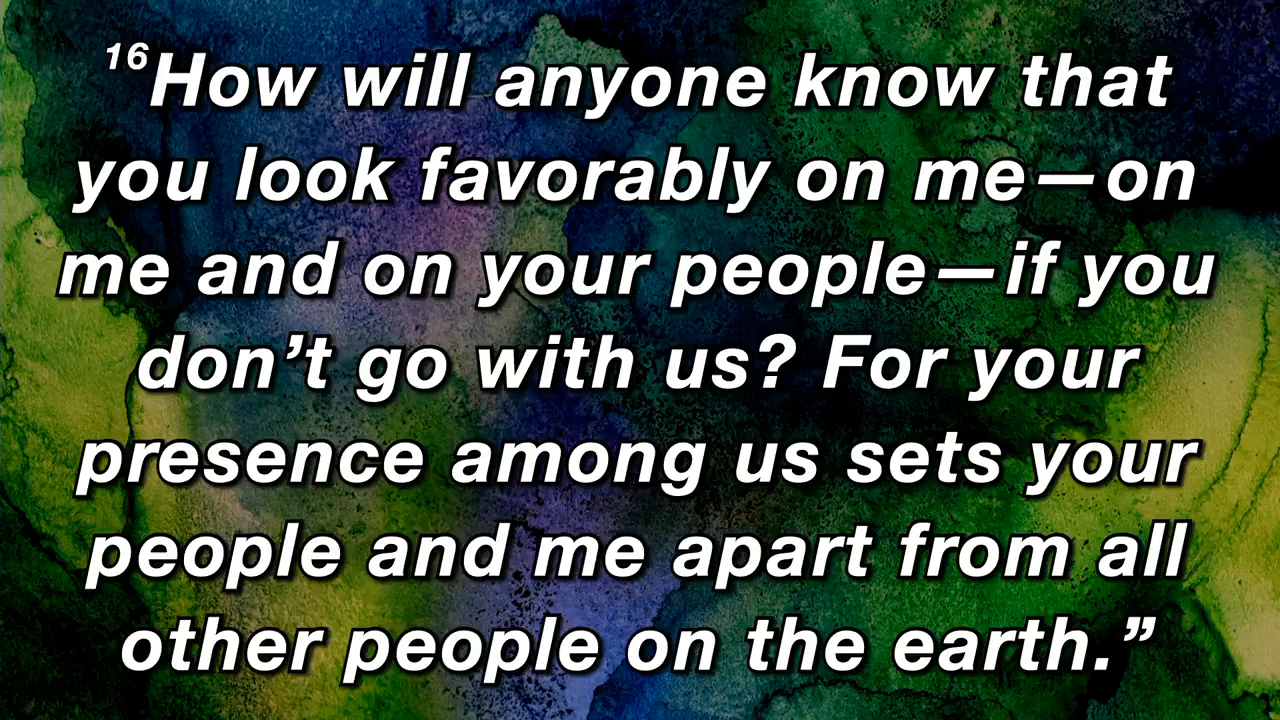 ¹⁶How will anyone know that
you look favorably on me—on
me and on your people—if you
don’t go with us? For your
presence among us sets your
people and me apart from all
other people on the earth.”